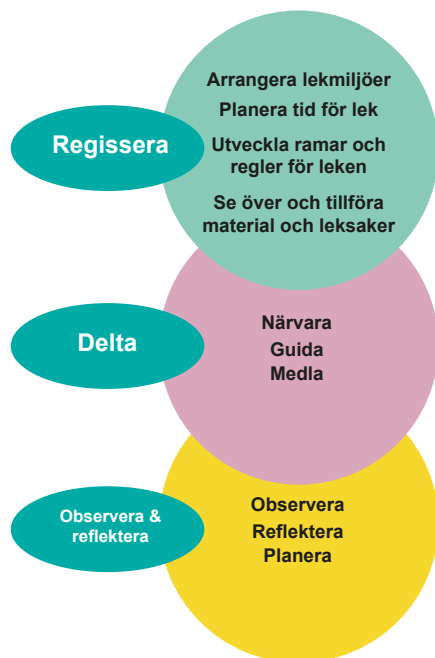 Regissera
Arrangera lekmiljöer
Planera tid för lek
Utveckla ramar och
regler för leken
Se över och tillföra
material och leksaker
Delta
Närvara
Guida
Medla
Observera &
reflektera
Observera
Reflektera
Planera